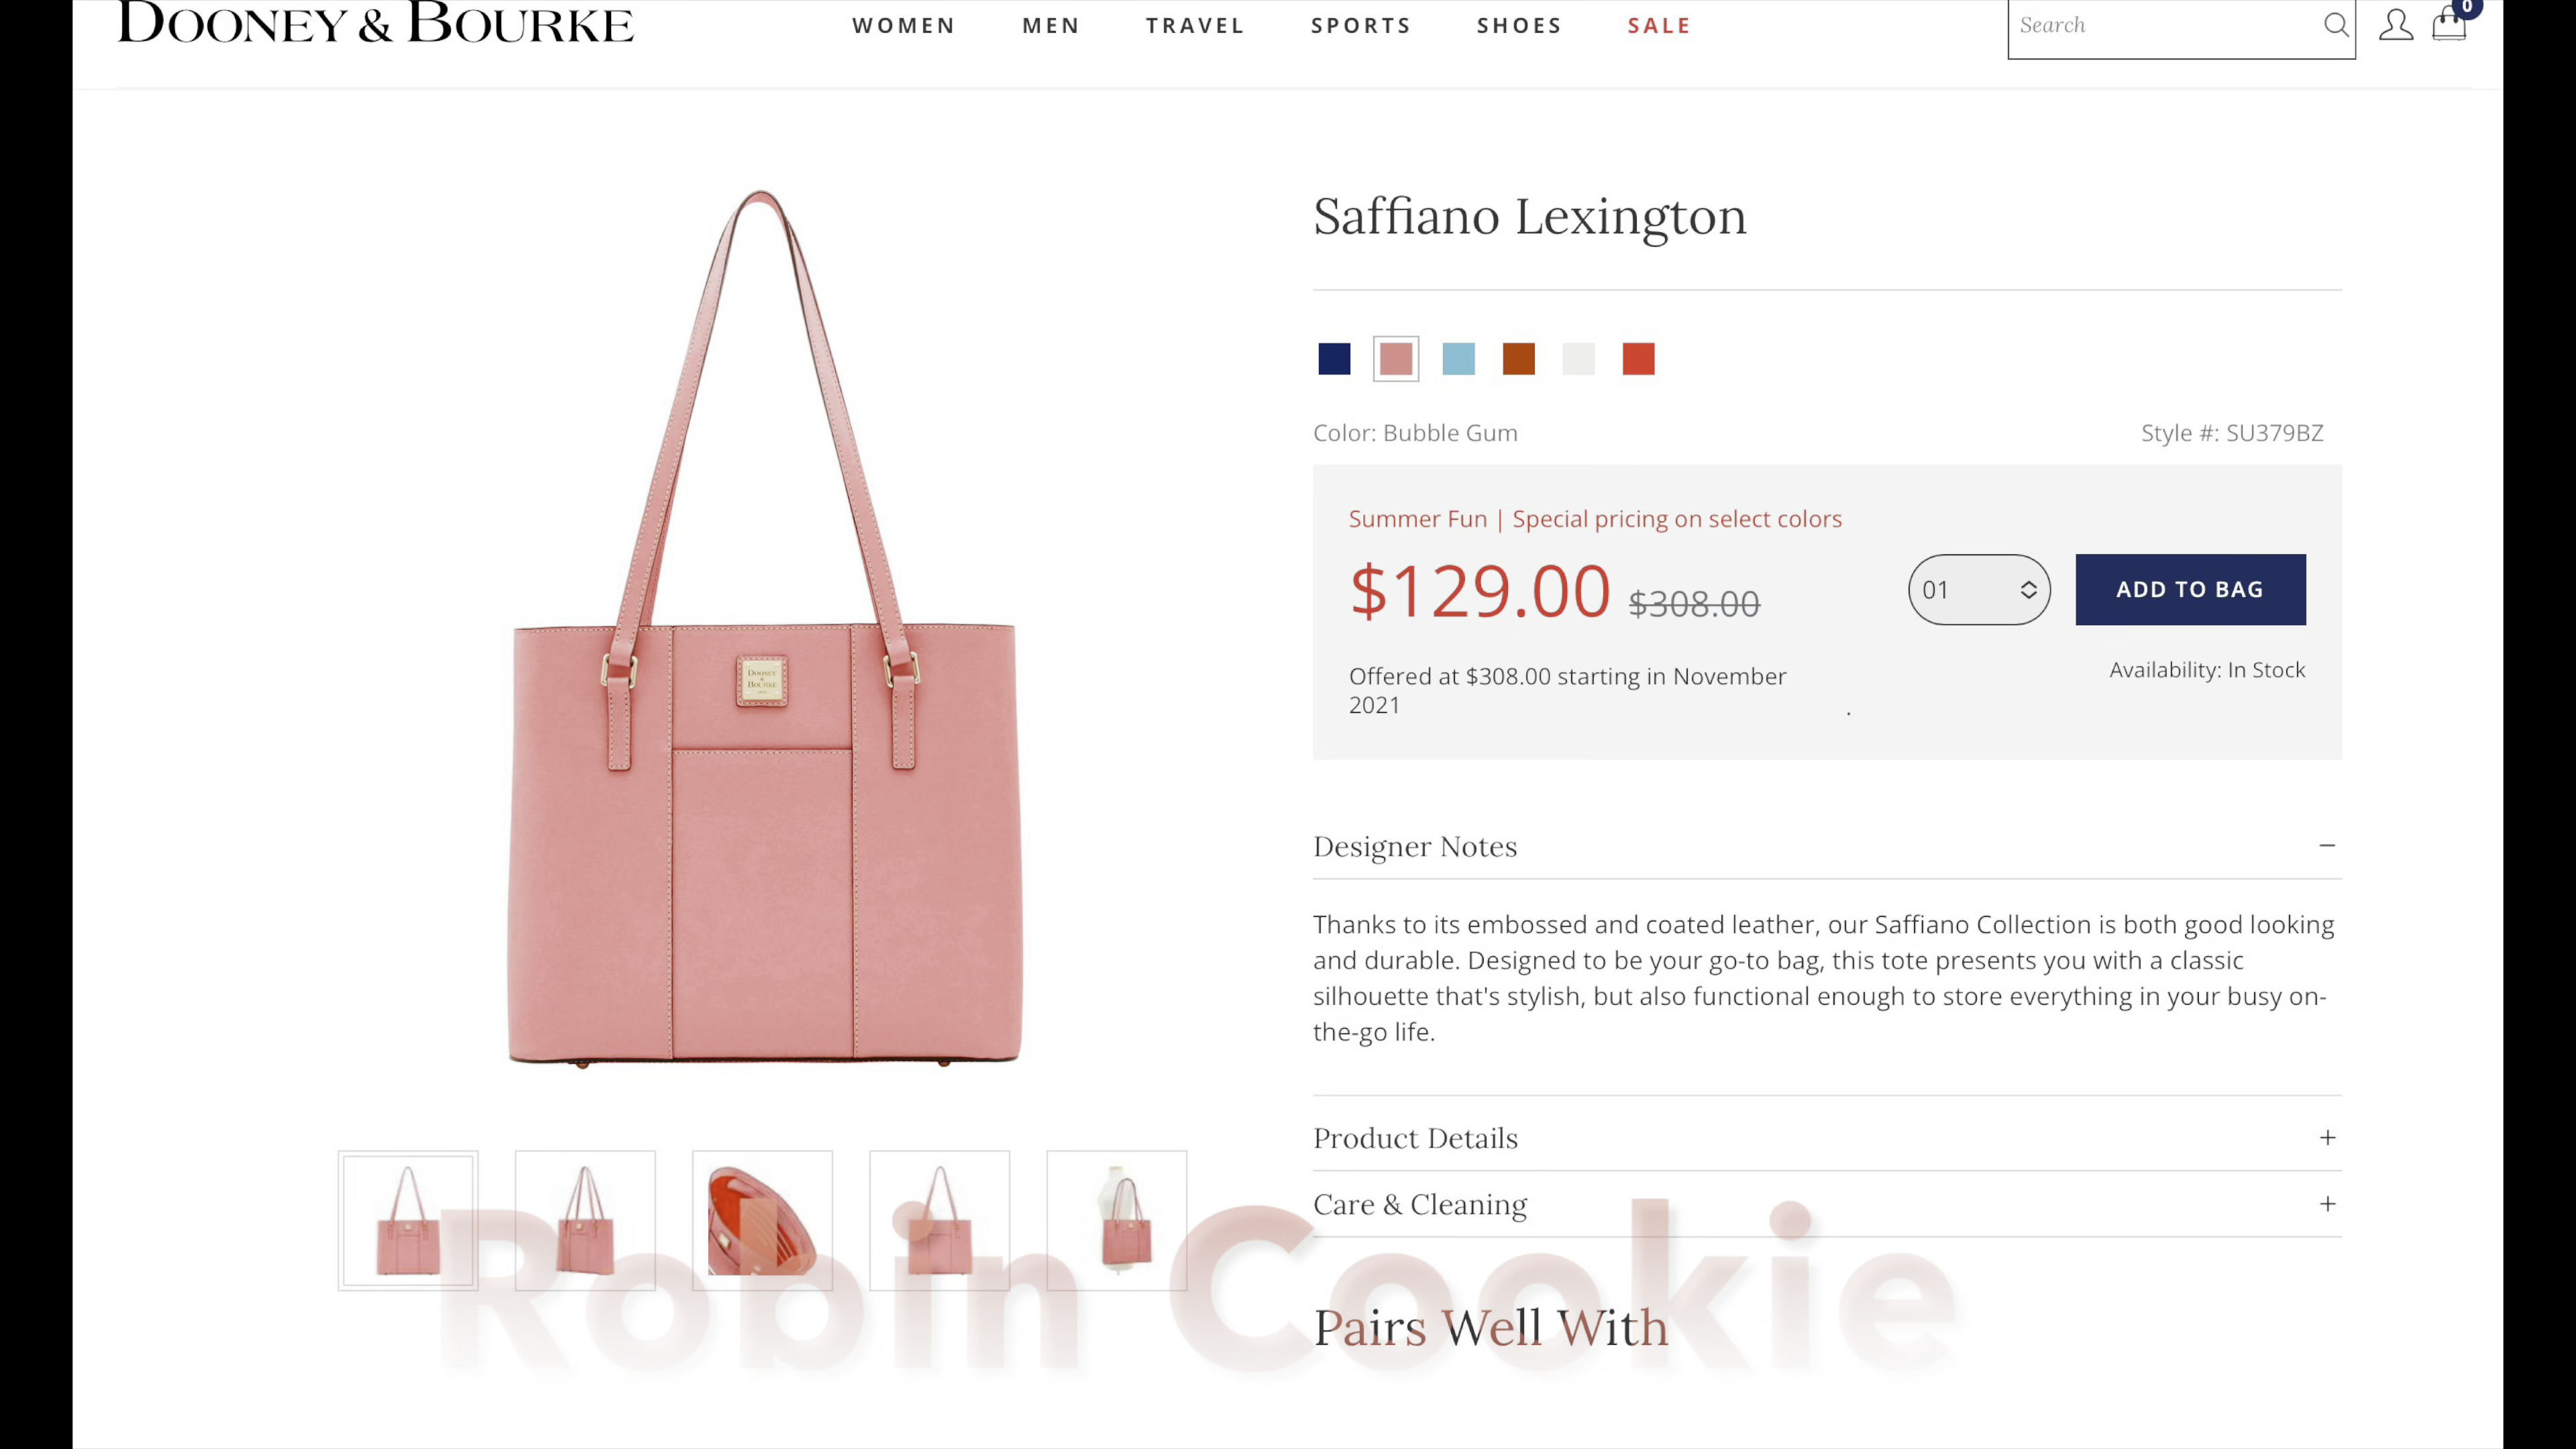 DOONEY & BOURKE
WOMEN MEN TRAVEL SPORTS SHOES SALE
Search
0
Saffiano Lexington
Color: Bubble Gum
Style #: SU379BZ
Summer Fun | Special pricing on select colors
$129.00 $308.00
01
ADD TO BAG
Offered at $308.00 starting in November
2021
.
Availability: In Stock
DOONEY
&
BOURKE
Designer Notes
Thanks to its embossed and coated leather, our Saffiano Collection is both good looking
and durable. Designed to be your go-to bag, this tote presents you with a classic
silhouette that's stylish, but also functional enough to store everything in your busy on-
the-go life.
Product Details
Care & Cleaning
Robin Cookie
Pairs Well With